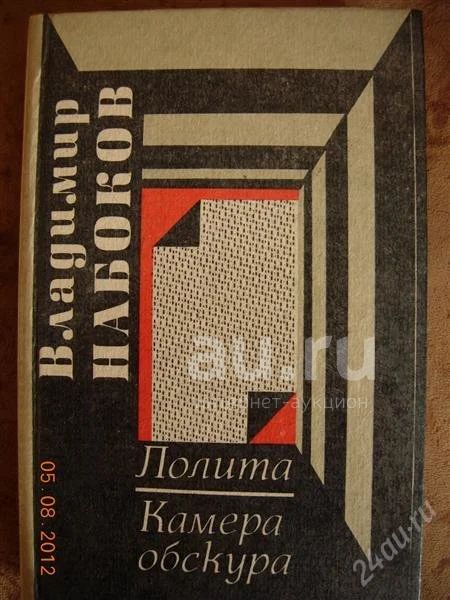 Владимир
НАБОКОВ
au.ru
интернет-аукцион
Лолита
Камера
обскура
05.08.2012
24au.ru